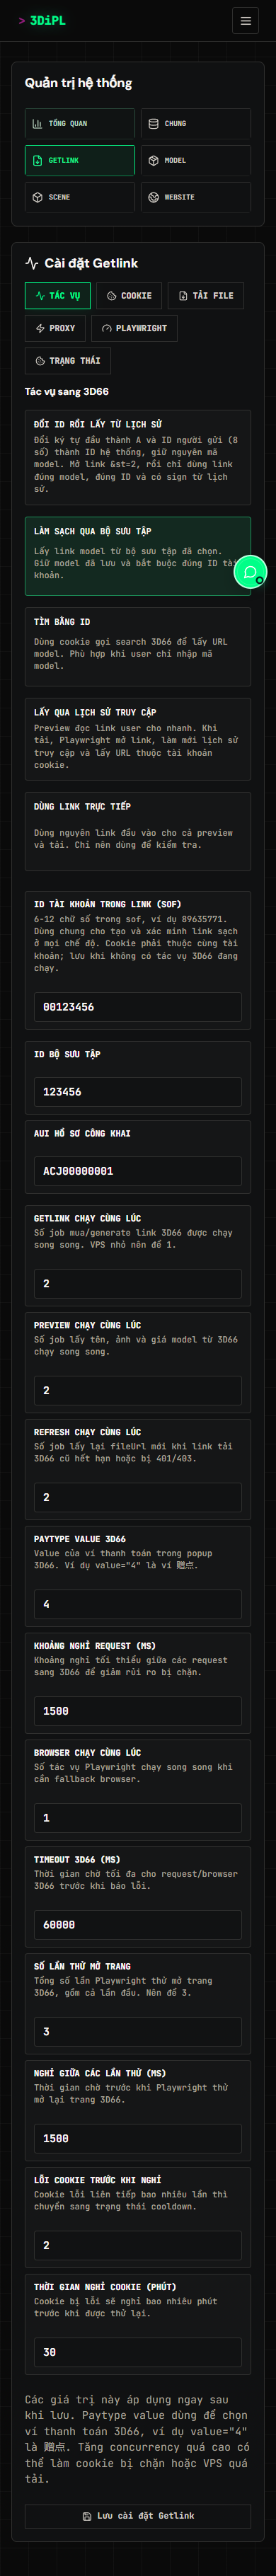 > 3DiPL
Quản trị hệ thống
TỔNG QUAN
CHUNG
GETLINK
MODEL
SCENE
WEBSITE
Cài đặt Getlink
TÁC VỤ
COOKIE
TẢI FILE
PROXY
PLAYWRIGHT
TRẠNG THÁI
Tác vụ sang 3D66
ĐỔI ID RỒI LẤY TỪ LỊCH SỬ
Đổi ký tự đầu thành A và ID người gửi (8
số) thành ID hệ thống, giữ nguyên mã
model. Mở link &st=2, rồi chỉ dùng link
đúng model, đúng ID và có sign từ lịch
sử.
LÀM SẠCH QUA BỘ SƯU TẬP
Lấy link model từ bộ sưu tập đã chọn.
Giữ model đã lưu và bắt buộc đúng ID tài
khoản.
TÌM BẰNG ID
Dùng cookie gọi search 3D66 để lấy URL
model. Phù hợp khi user chỉ nhập mã
model.
LẤY QUA LỊCH SỬ TRUY CẬP
Preview đọc link user cho nhanh. Khi
tải, Playwright mở link, làm mới lịch sử
truy cập và lấy URL thuộc tài khoản
cookie.
DÙNG LINK TRỰC TIẾP
Dùng nguyên link đầu vào cho cả preview
và tải. Chỉ nên dùng để kiểm tra.
ID TÀI KHOẢN TRONG LINK (SOF)
6-12 chữ số trong sof, ví dụ 89635771.
Dùng chung cho tạo và xác minh link sạch
ở mọi chế độ. Cookie phải thuộc cùng tài
khoản; lưu khi không có tác vụ 3D66 đang
chạy.
00123456
ID BỘ SƯU TẬP
123456
AUI HỒ SƠ CÔNG KHAI
ACJ00000001
GETLINK CHẠY CÙNG LÚC
Số job mua/generate link 3D66 được chạy
song song. VPS nhỏ nên để 1.
2
PREVIEW CHẠY CÙNG LÚC
Số job lấy tên, ảnh và giá model từ 3D66
chạy song song.
2
REFRESH CHẠY CÙNG LÚC
Số job lấy lại fileUrl mới khi link tải
3D66 cũ hết hạn hoặc bị 401/403.
2
PAYTYPE VALUE 3D66
Value của ví thanh toán trong popup
3D66. Ví dụ value="4" là ví 赠点.
4
KHOẢNG NGHỈ REQUEST (MS)
Khoảng nghỉ tối thiểu giữa các request
sang 3D66 để giảm rủi ro bị chặn.
1500
BROWSER CHẠY CÙNG LÚC
Số tác vụ Playwright chạy song song khi
cần fallback browser.
1
TIMEOUT 3D66 (MS)
Thời gian chờ tối đa cho request/browser
3D66 trước khi báo lỗi.
60000
SỐ LẦN THỬ MỞ TRANG
Tổng số lần Playwright thử mở trang
3D66, gồm cả lần đầu. Nên để 3.
3
NGHỈ GIỮA CÁC LẦN THỬ (MS)
Thời gian chờ trước khi Playwright thử
mở lại trang 3D66.
1500
LỖI COOKIE TRƯỚC KHI NGHỈ
Cookie lỗi liên tiếp bao nhiêu lần thì
chuyển sang trạng thái cooldown.
2
THỜI GIAN NGHỈ COOKIE (PHÚT)
Cookie bị lỗi sẽ nghỉ bao nhiêu phút
trước khi được thử lại.
30
Các giá trị này áp dụng ngay sau
khi lưu. Paytype value dùng để chọn
ví thanh toán 3D66, ví dụ value="4"
là 赠点. Tăng concurrency quá cao có
thể làm cookie bị chặn hoặc VPS quá
tải.
Lưu cài đặt Getlink